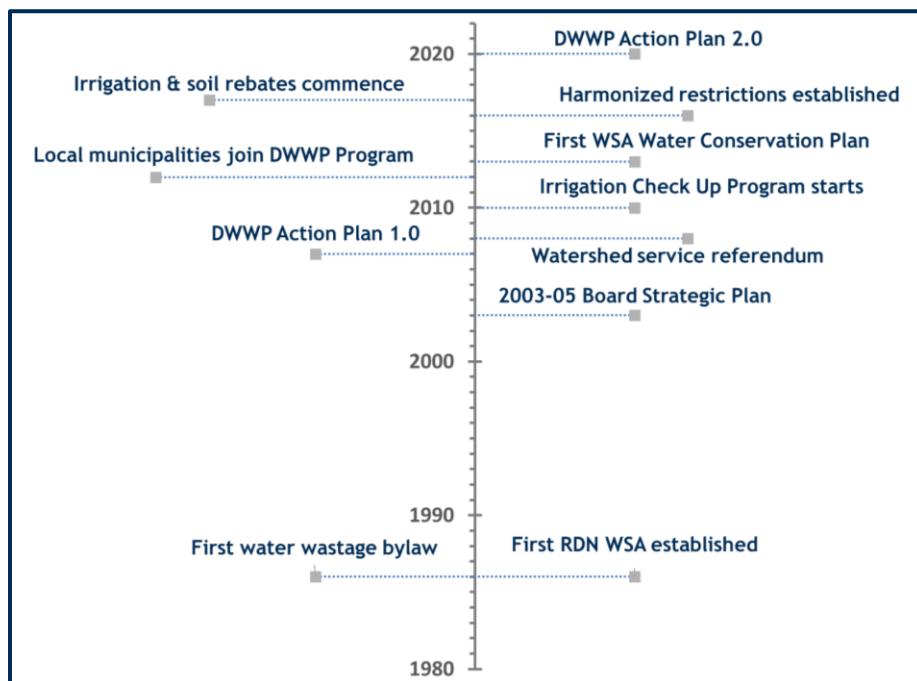 DWWP Action Plan 2.0
2020
Irrigation & soil rebates commence
Harmonized restrictions established
First WSA Water Conservation Plan
Local municipalities join DWWP Program
Irrigation Check Up Program starts
2010
DWWP Action Plan 1.0
Watershed service referendum
2003-05 Board Strategic Plan
2000
1990
First water wastage bylaw
First RDN WSA established
1980